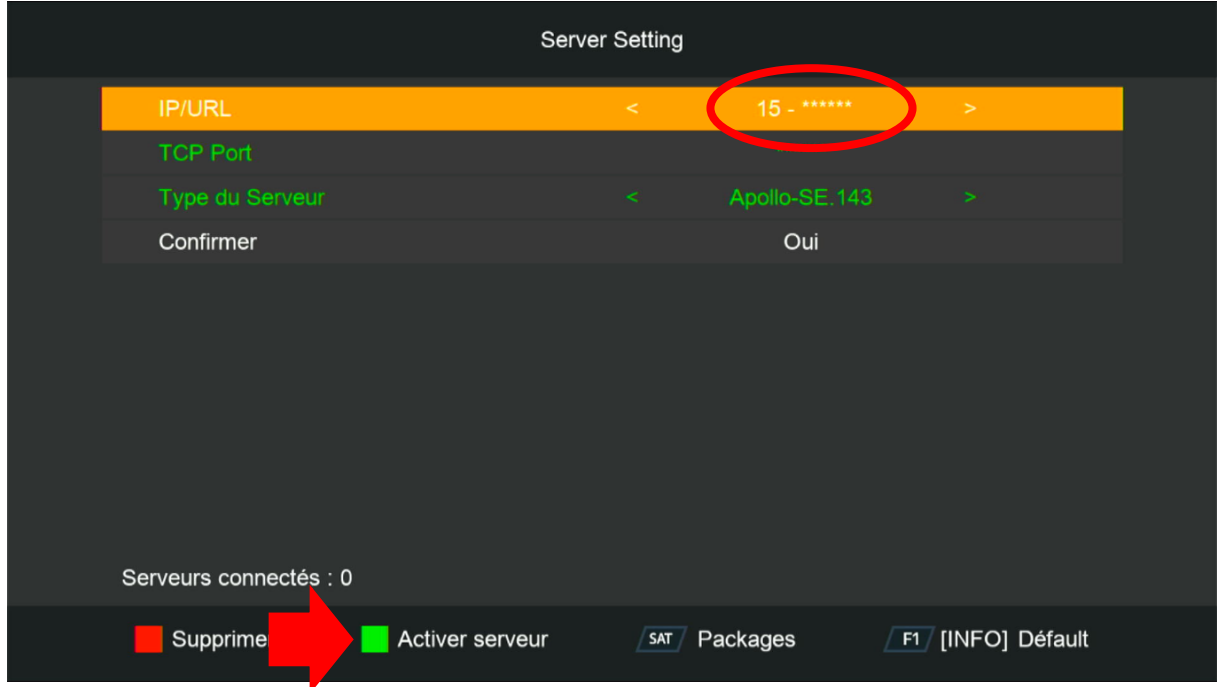 Server Setting
IP/URL < 15 - ****** >
TCP Port
Type du Serveur < Apollo-SE.143 >
Confirmer Oui
Serveurs connectés : 0
Supprime Activer serveur SAT Packages F1 [INFO] Défault